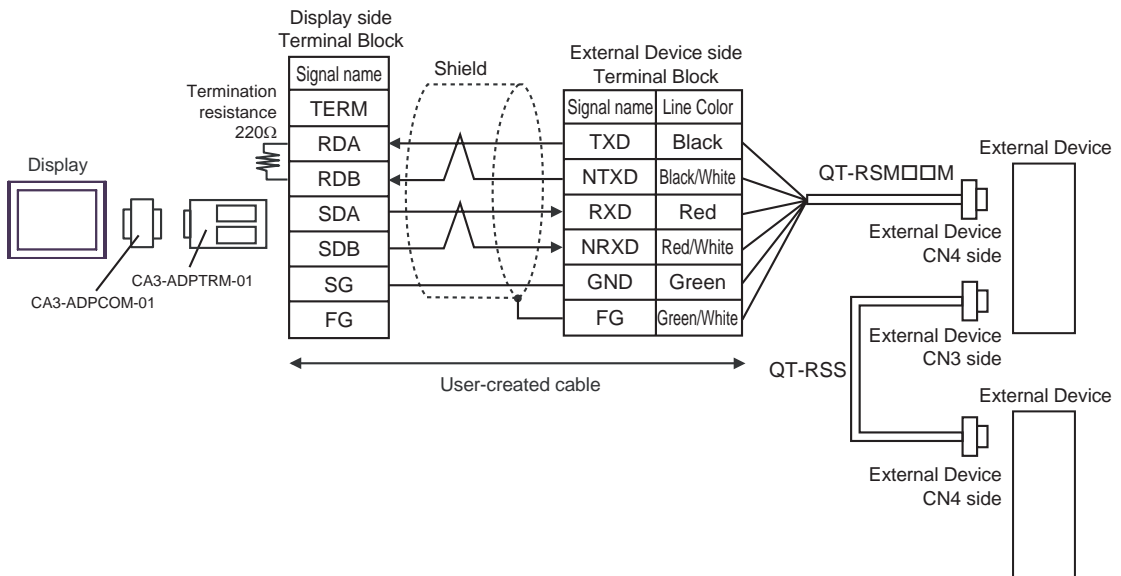 Display side
Terminal Block
Signal name
TERM
RDA
RDB
SDA
SDB
SG
FG
Termination
resistance
220Ω
Display
CA3-ADPCOM-01
CA3-ADPTRM-01
Shield
External Device side
Terminal Block
Signal name Line Color
TXD Black
NTXD Black/White
RXD Red
NRXD Red/White
GND Green
FG Green/White
User-created cable
QT-RSM□□M
External Device
External Device
CN4 side
External Device
CN3 side
QT-RSS
External Device
External Device
CN4 side